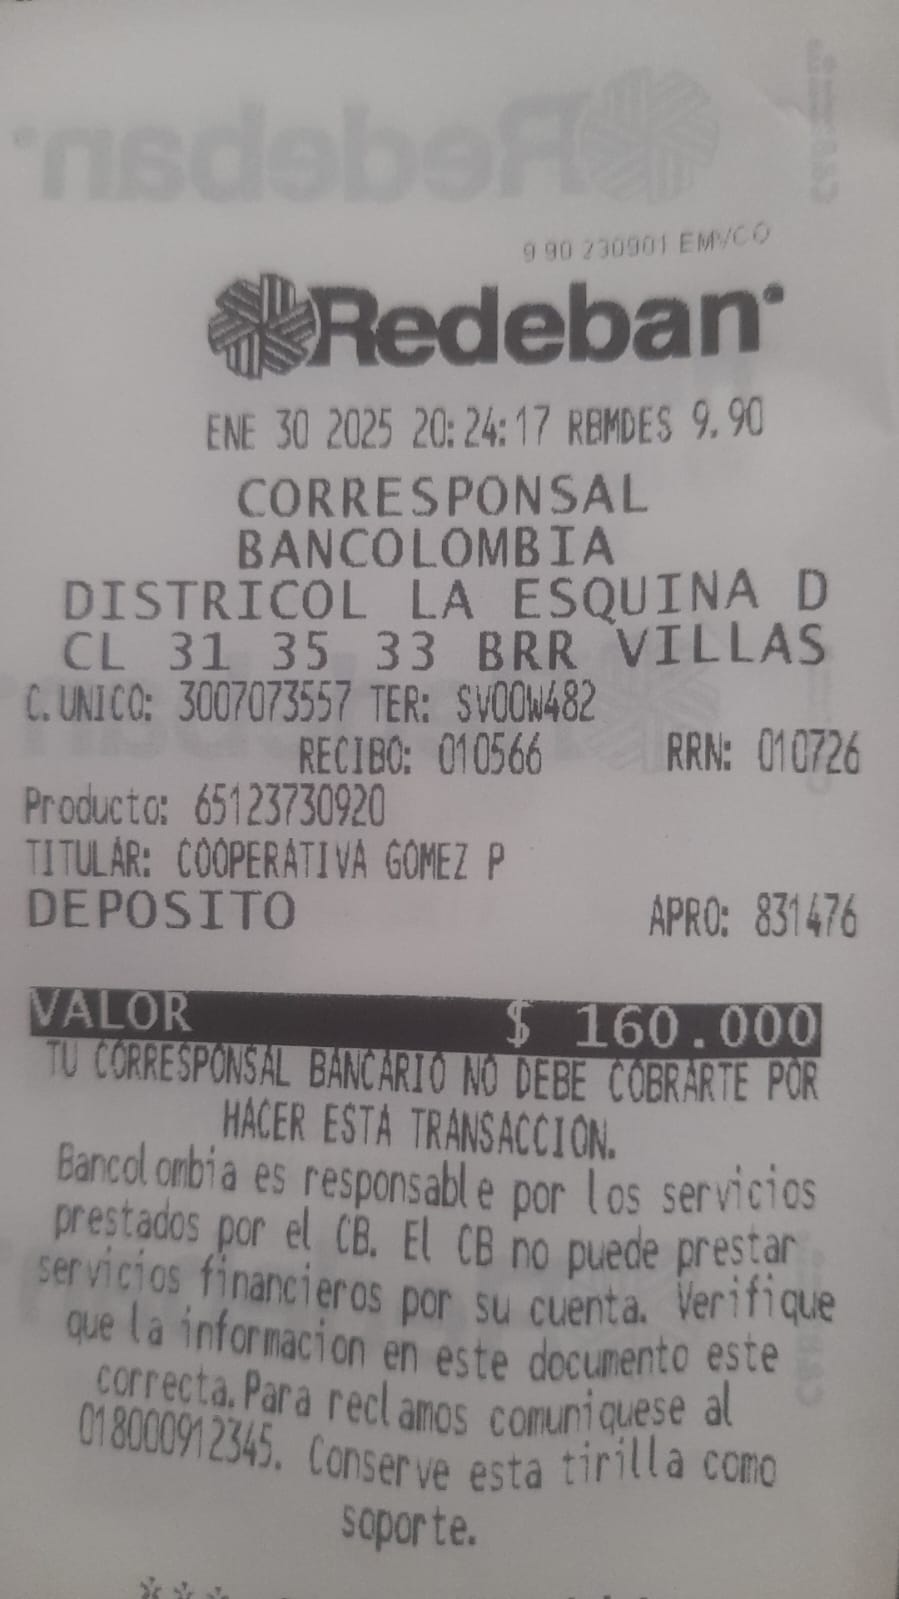 9 90 230901 EMVCO
Redeban
ENE 30 2025 20:24:17 RBMDES 9.90
CORRESPONSAL
BANCOLOMBIA
DISTRICOL LA ESQUINA D
CL 31 35 33 BRR VILLAS
C.UNICO: 3007073557 TER: SV00W482
RECIBO: 010566 RRN: 010726
Producto: 65123730920
TITULAR: COOPERATIVA GOMEZ P
DEPOSITO APRO: 831476
VALOR $ 160.000
TU CORRESPONSAL BANCARIO NO DEBE COBRARTE POR
HACER ESTA TRANSACCION.
Bancolombia es responsable por los servicios
prestados por el CB. El CB no puede prestar
servicios financieros por su cuenta. Verifique
que la informacion en este documento este
correcta.Para reclamos comuniquese al
018000912345. Conserve esta tirilla como
soporte.